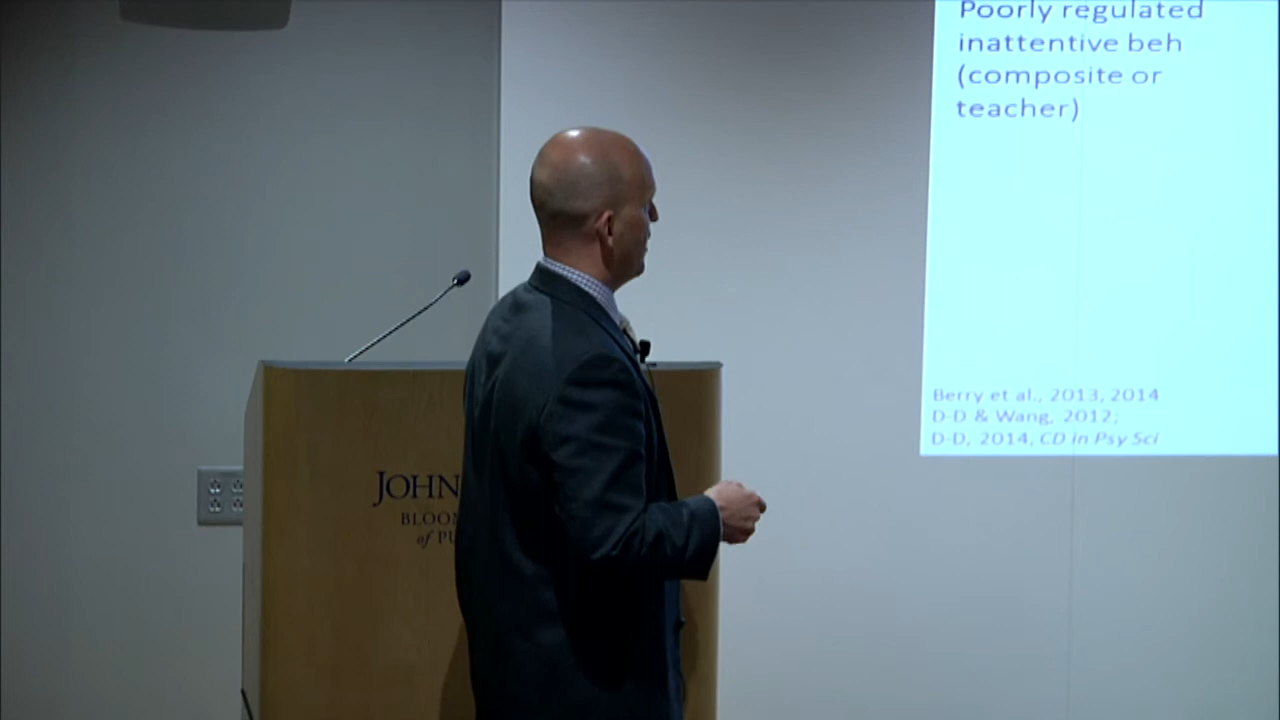 Poorly regulated
inattentive beh
(composite or
teacher)
Berry et al., 2013, 2014
D-D & Wang, 2012;
D-D, 2014, CD in Psy Sci
JOHN
BLOOM
of PU